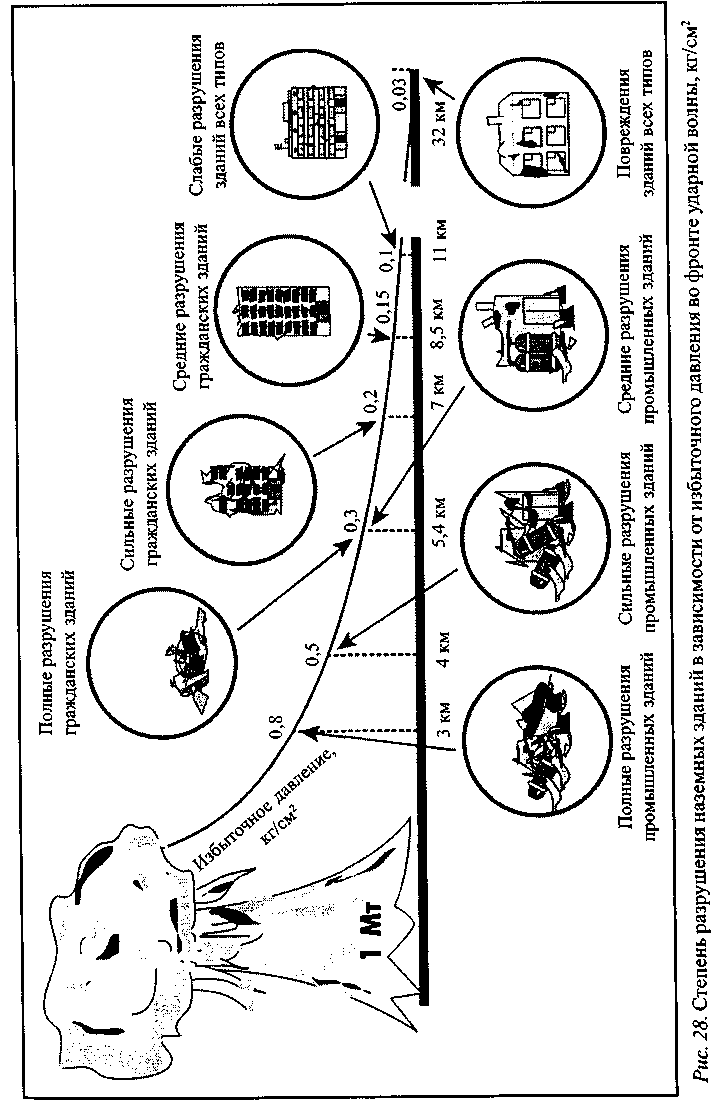 Полные разрушения
гражданских зданий
Сильные разрушения
гражданских зданий
Средние разрушения
гражданских зданий
Слабые разрушения
зданий всех типов
Избыточное давление,
кг/см²
0,8
0,5
0,3
0,2
0,15
0,1
0,03
1 Мт
3 км
4 км
5,4 км
7 км
8,5 км
11 км
32 км
Полные разрушения
промышленных зданий
Сильные разрушения
промышленных зданий
Средние разрушения
промышленных зданий
Повреждения
зданий всех типов
Рис. 28. Степень разрушения наземных зданий в зависимости от избыточного давления во фронте ударной волны, кг/см²